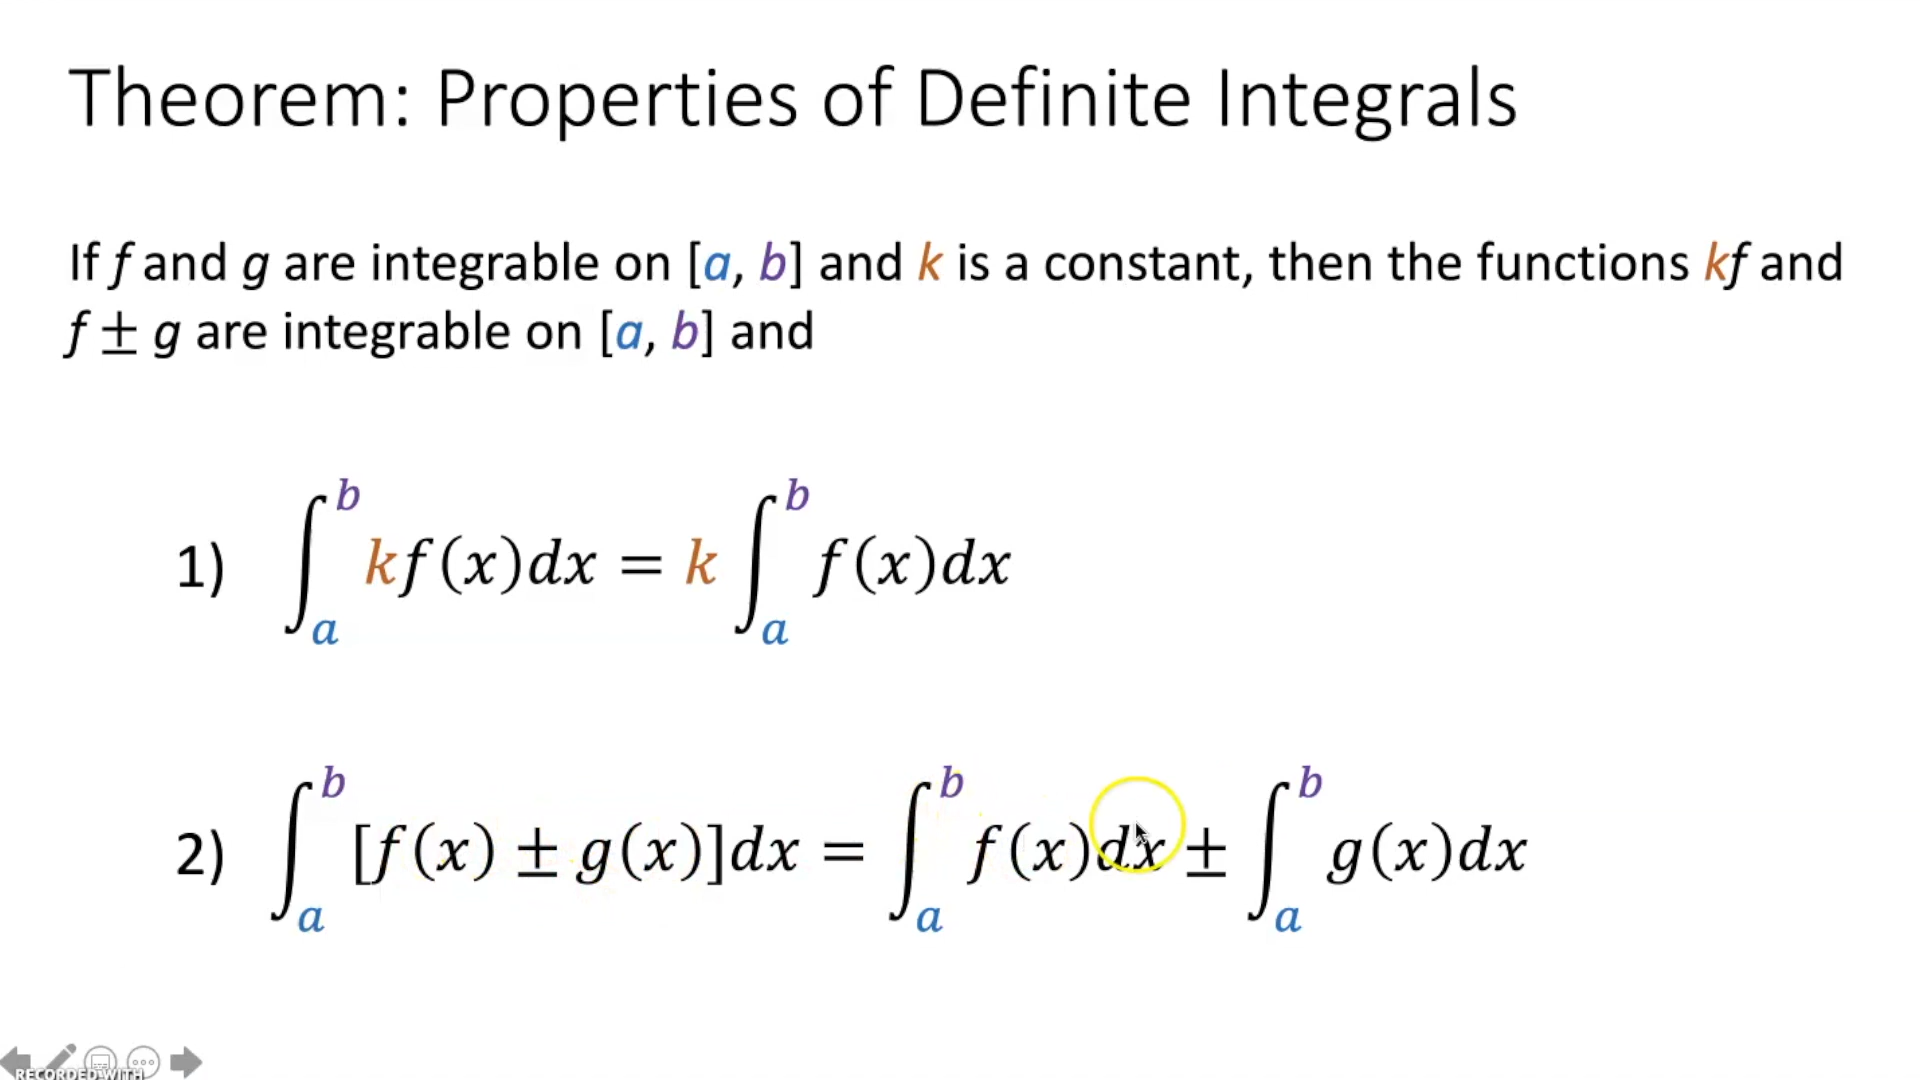 Theorem: Properties of Definite Integrals
If f and g are integrable on [a, b] and k is a constant, then the functions kf and
f ± g are integrable on [a, b] and
1) ∫_a^b kf(x)dx = k ∫_a^b f(x)dx
2) ∫_a^b [f(x) ± g(x)]dx = ∫_a^b f(x)dx ± ∫_a^b g(x)dx
RECORDED WITH